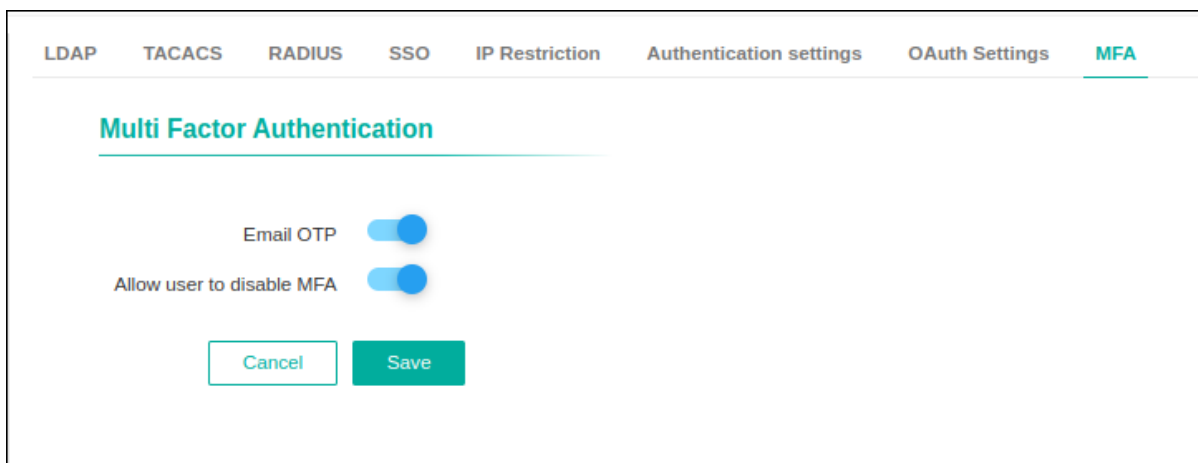 LDAP TACACS RADIUS SSO IP Restriction Authentication settings OAuth Settings MFA
Multi Factor Authentication
Email OTP
Allow user to disable MFA
Cancel Save